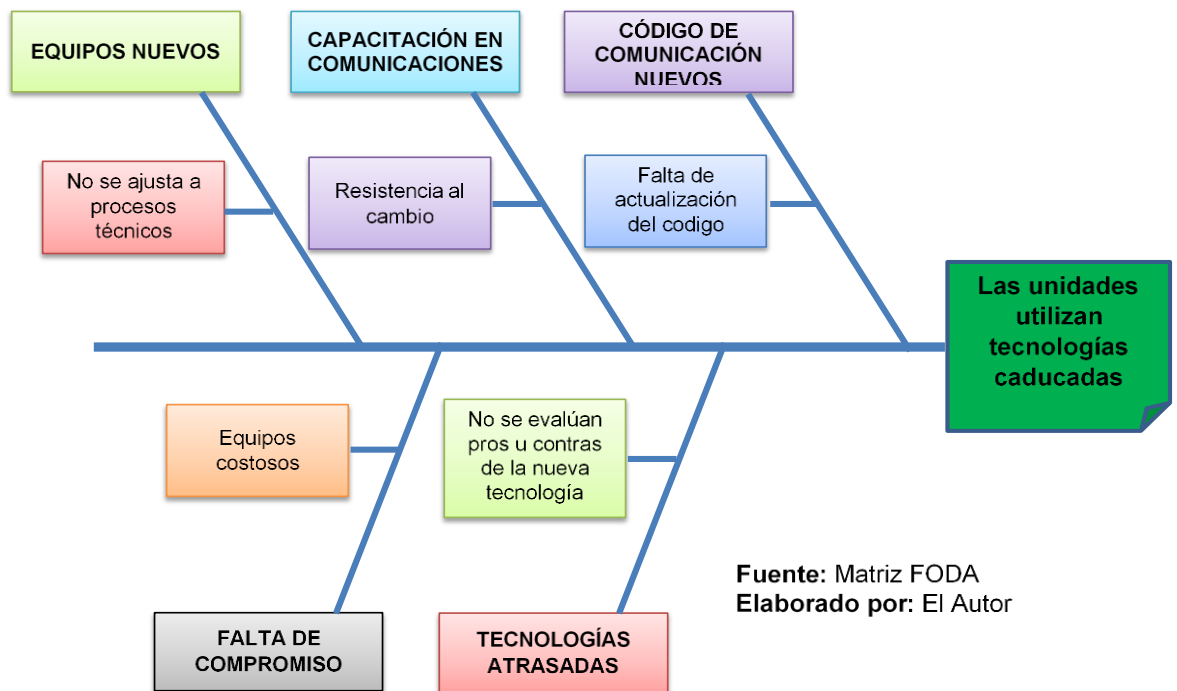 EQUIPOS NUEVOS
CAPACITACIÓN EN
COMUNICACIONES
CÓDIGO DE
COMUNICACIÓN
NUEVOS
No se ajusta a
procesos
técnicos
Resistencia al
cambio
Falta de
actualización
del codigo
Las unidades
utilizan
tecnologías
caducadas
Equipos
costosos
No se evalúan
pros u contras
de la nueva
tecnología
FALTA DE
COMPROMISO
TECNOLOGÍAS
ATRASADAS
Fuente: Matriz FODA
Elaborado por: El Autor